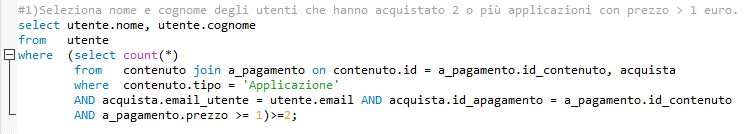 #1)Seleziona nome e cognome degli utenti che hanno acquistato 2 o più applicazioni con prezzo > 1 euro.
select utente.nome, utente.cognome
from utente
where (select count(*)
from contenuto join a_pagamento on contenuto.id = a_pagamento.id_contenuto, acquista
where contenuto.tipo = 'Applicazione'
AND acquista.email_utente = utente.email AND acquista.id_apagamento = a_pagamento.id_contenuto
AND a_pagamento.prezzo >= 1)>=2;